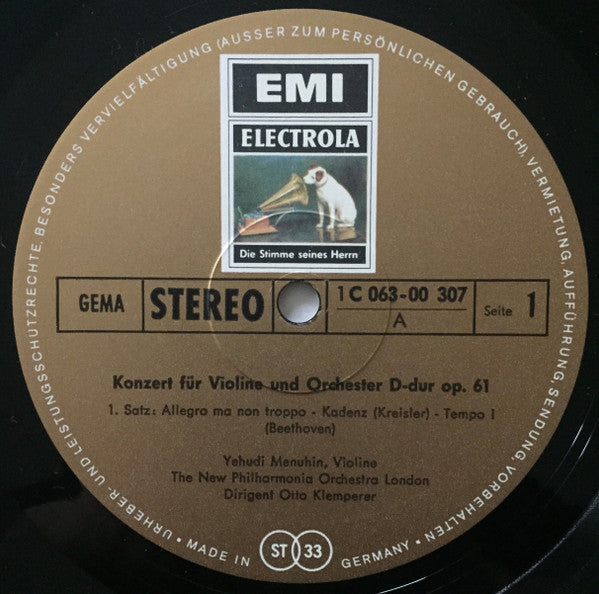 EMI
ELECTROLA
Die Stimme seines Herrn
GEMA
STEREO
1 C 063-00 307
A
Seite 1
Konzert für Violine und Orchester D-dur op. 61
1. Satz: Allegro ma non troppo - Kadenz (Kreisler) - Tempo I
(Beethoven)
Yehudi Menuhin, Violine
The New Philharmonia Orchestra London
Dirigent Otto Klemperer
URHEBER- UND LEISTUNGSSCHUTZRECHTE, BESONDERS VERVIELFÄLTIGUNG (AUSSER ZUM PERSÖNLICHEN GEBRAUCH), VERMIETUNG, AUFFÜHRUNG, SENDUNG, VORBEHALTEN •
MADE IN
ST 33
GERMANY •